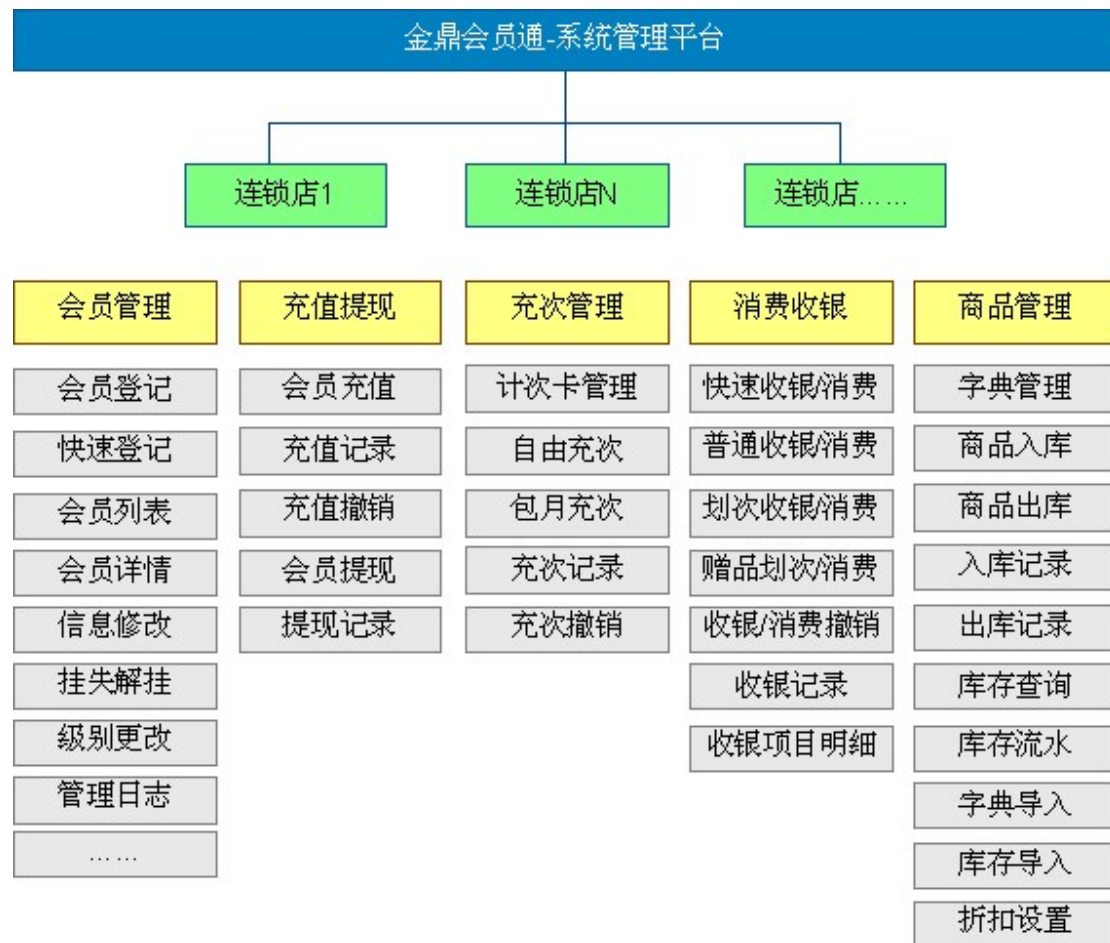 金鼎会员通-系统管理平台
连锁店1
连锁店N
连锁店……
会员管理
会员登记
快速登记
会员列表
会员详情
信息修改
挂失解挂
级别更改
管理日志
……
充值提现
会员充值
充值记录
充值撤销
会员提现
提现记录
充次管理
计次卡管理
自由充次
包月充次
充次记录
充次撤销
消费收银
快速收银/消费
普通收银/消费
划次收银/消费
赠品划次/消费
收银/消费撤销
收银记录
收银项目明细
商品管理
字典管理
商品入库
商品出库
入库记录
出库记录
库存查询
库存流水
字典导入
库存导入
折扣设置